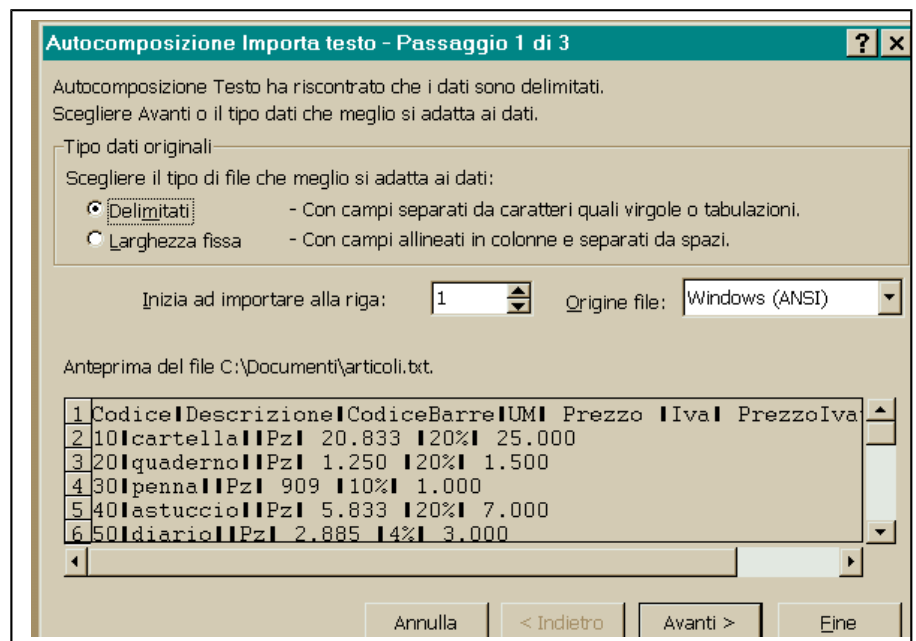 Autocomposizione Importa testo - Passaggio 1 di 3 ? ×
Autocomposizione Testo ha riscontrato che i dati sono delimitati.
Scegliere Avanti o il tipo dati che meglio si adatta ai dati.
Tipo dati originali
Scegliere il tipo di file che meglio si adatta ai dati:
Delimitati - Con campi separati da caratteri quali virgole o tabulazioni.
Larghezza fissa - Con campi allineati in colonne e separati da spazi.
Inizia ad importare alla riga: 1 Origine file: Windows (ANSI)
Anteprima del file C:\Documenti\articoli.txt.
1 Codice|Descrizione|CodiceBarre|UM| Prezzo |Iva| PrezzoIva
2 10|cartella||Pz| 20.833 |20%| 25.000
3 20|quaderno||Pz| 1.250 |20%| 1.500
4 30|penna||Pz| 909 |10%| 1.000
5 40|astuccio||Pz| 5.833 |20%| 7.000
6 50|diario||Pz| 2.885 |4%| 3.000
Annulla < Indietro Avanti > Fine